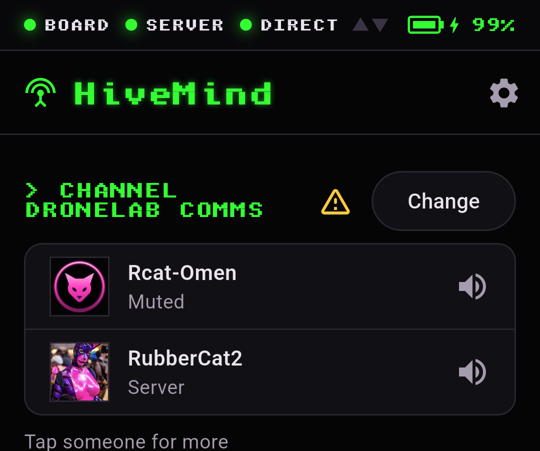 BOARD SERVER DIRECT 99%
HiveMind
> CHANNEL
DRONELAB COMMS
Change
Rcat-Omen
Muted
RubberCat2
Server
Tap someone for more